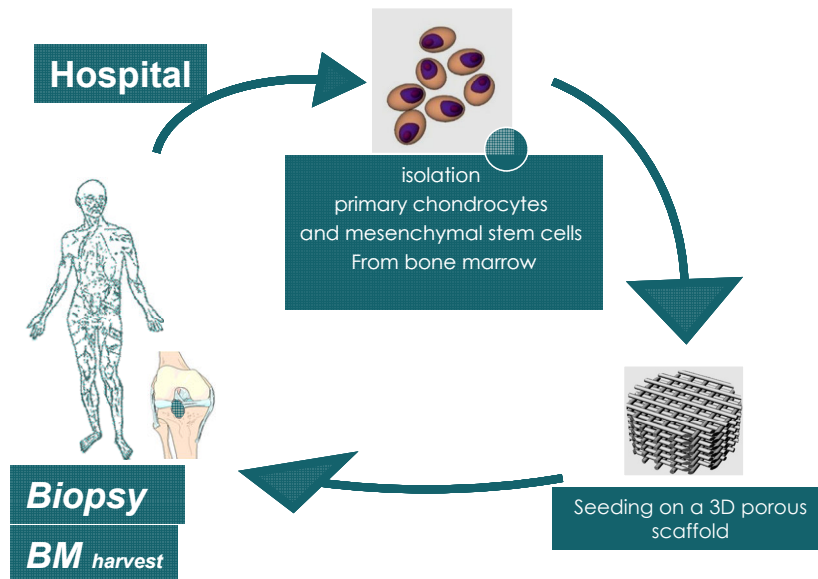 Hospital
isolation
primary chondrocytes
and mesenchymal stem cells
From bone marrow
Seeding on a 3D porous
scaffold
Biopsy
BM harvest